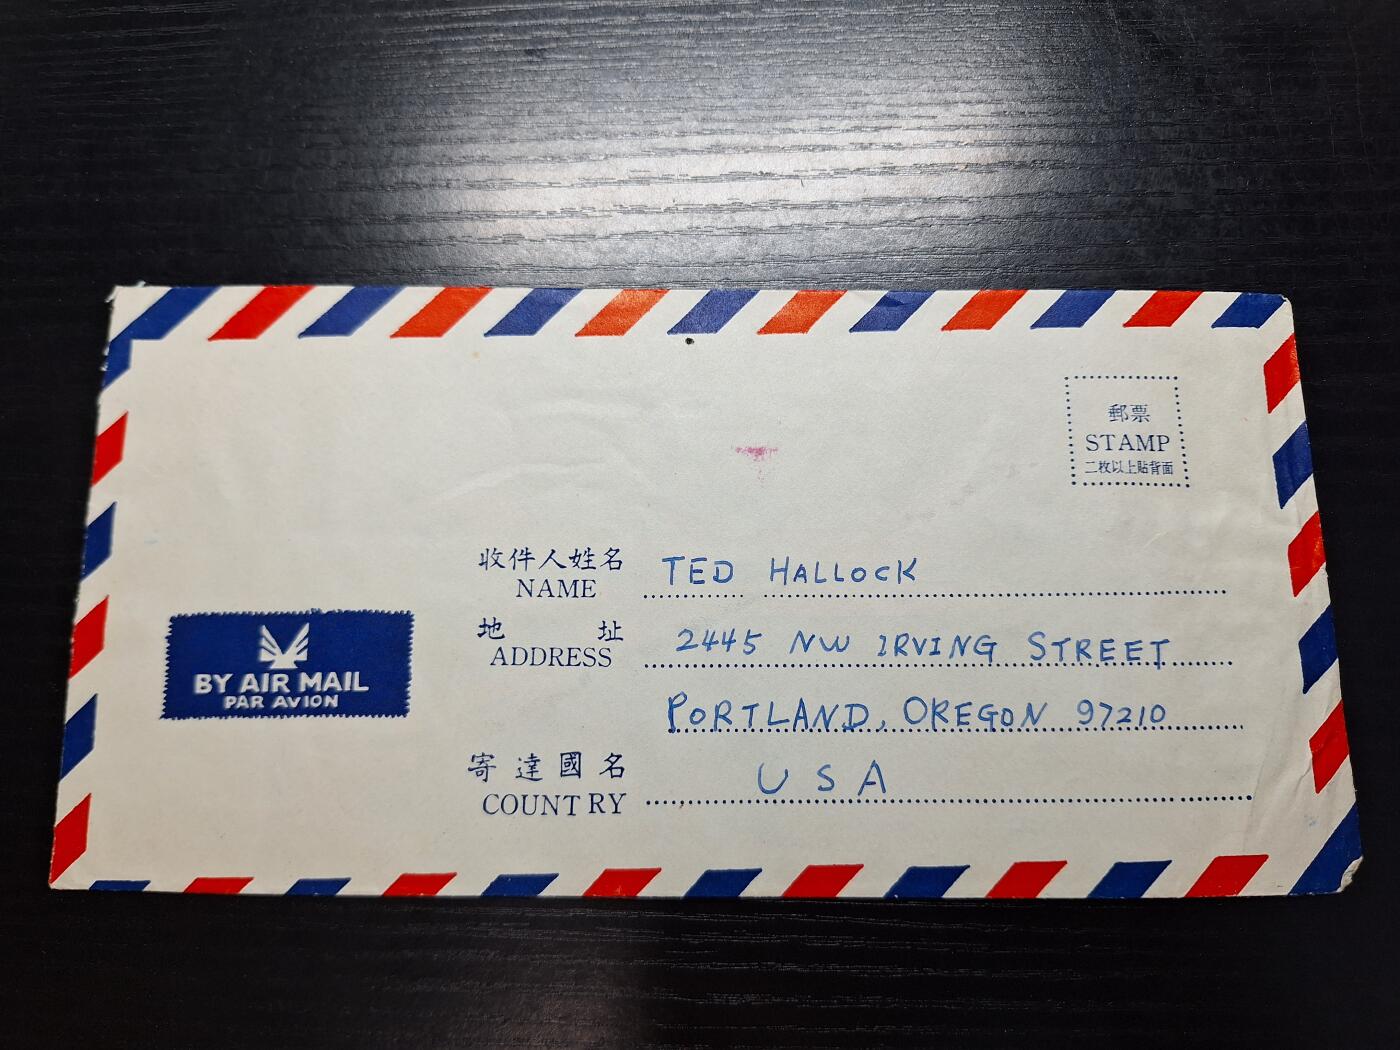 郵票
STAMP
二枚以上貼背面
收件人姓名
NAME
TED HALLOCK
地 址
ADDRESS
2445 NW IRVING STREET
PORTLAND, OREGON 97210
寄達國名
COUNTRY
USA
BY AIR MAIL
PAR AVION